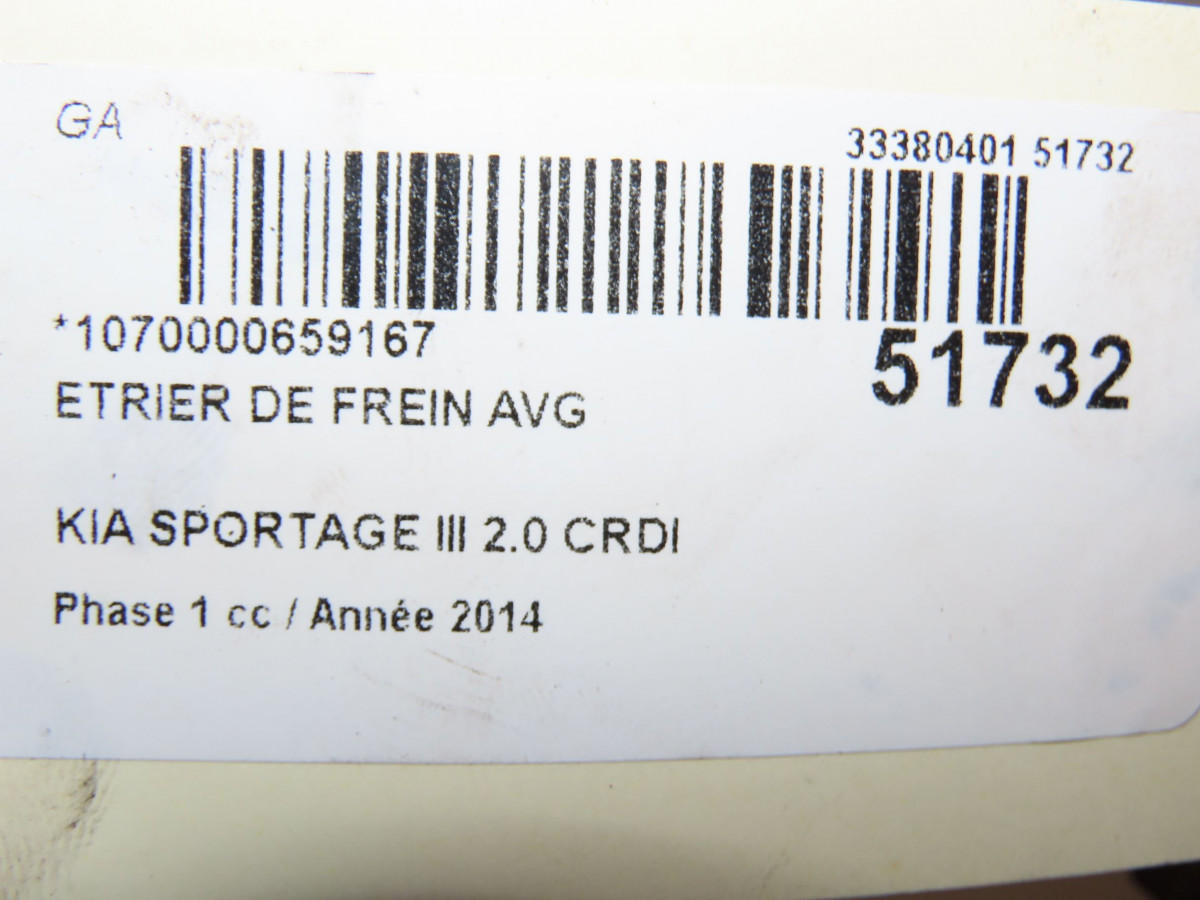 GA
33380401 51732
*1070000659167
51732
ETRIER DE FREIN AVG
KIA SPORTAGE III 2.0 CRDI
Phase 1 cc / Année 2014